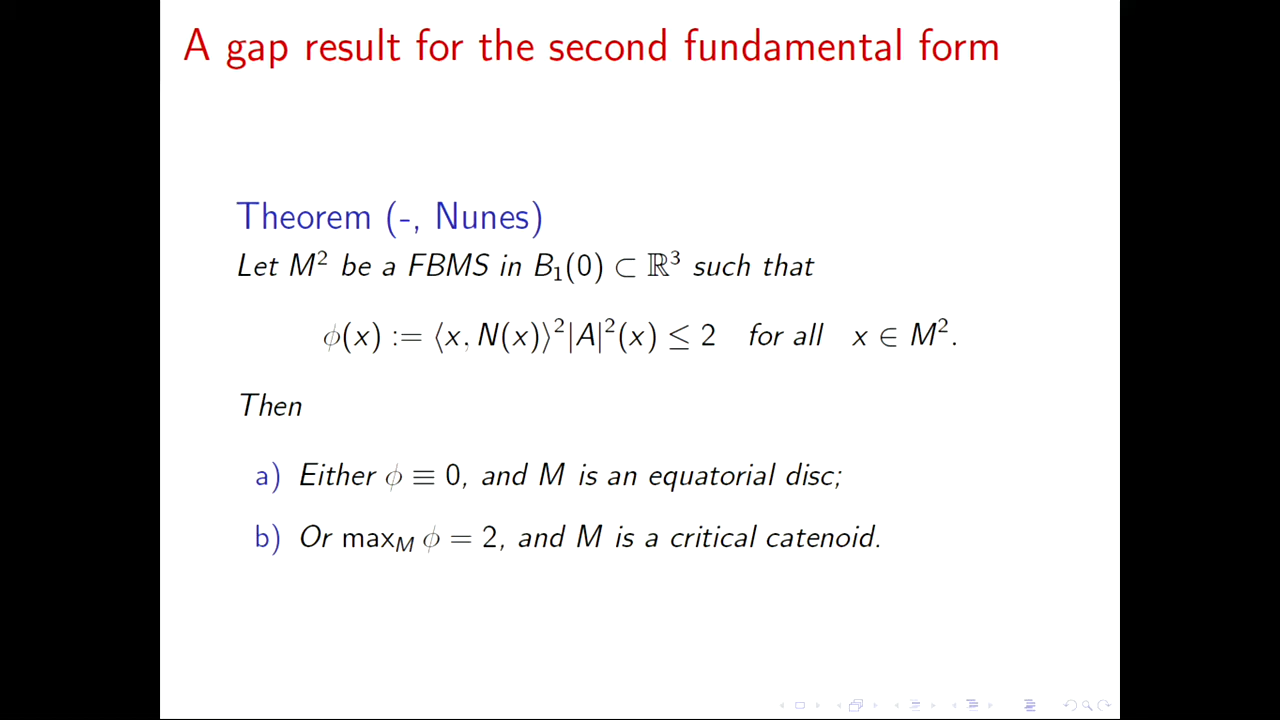 A gap result for the second fundamental form
Theorem (-, Nunes)
Let M² be a FBMS in B₁(0) ⊂ ℝ³ such that
ϕ(x) := ⟨x, N(x)⟩²|A|²(x) ≤ 2 for all x ∈ M².
Then
a) Either ϕ ≡ 0, and M is an equatorial disc;
b) Or max_M ϕ = 2, and M is a critical catenoid.